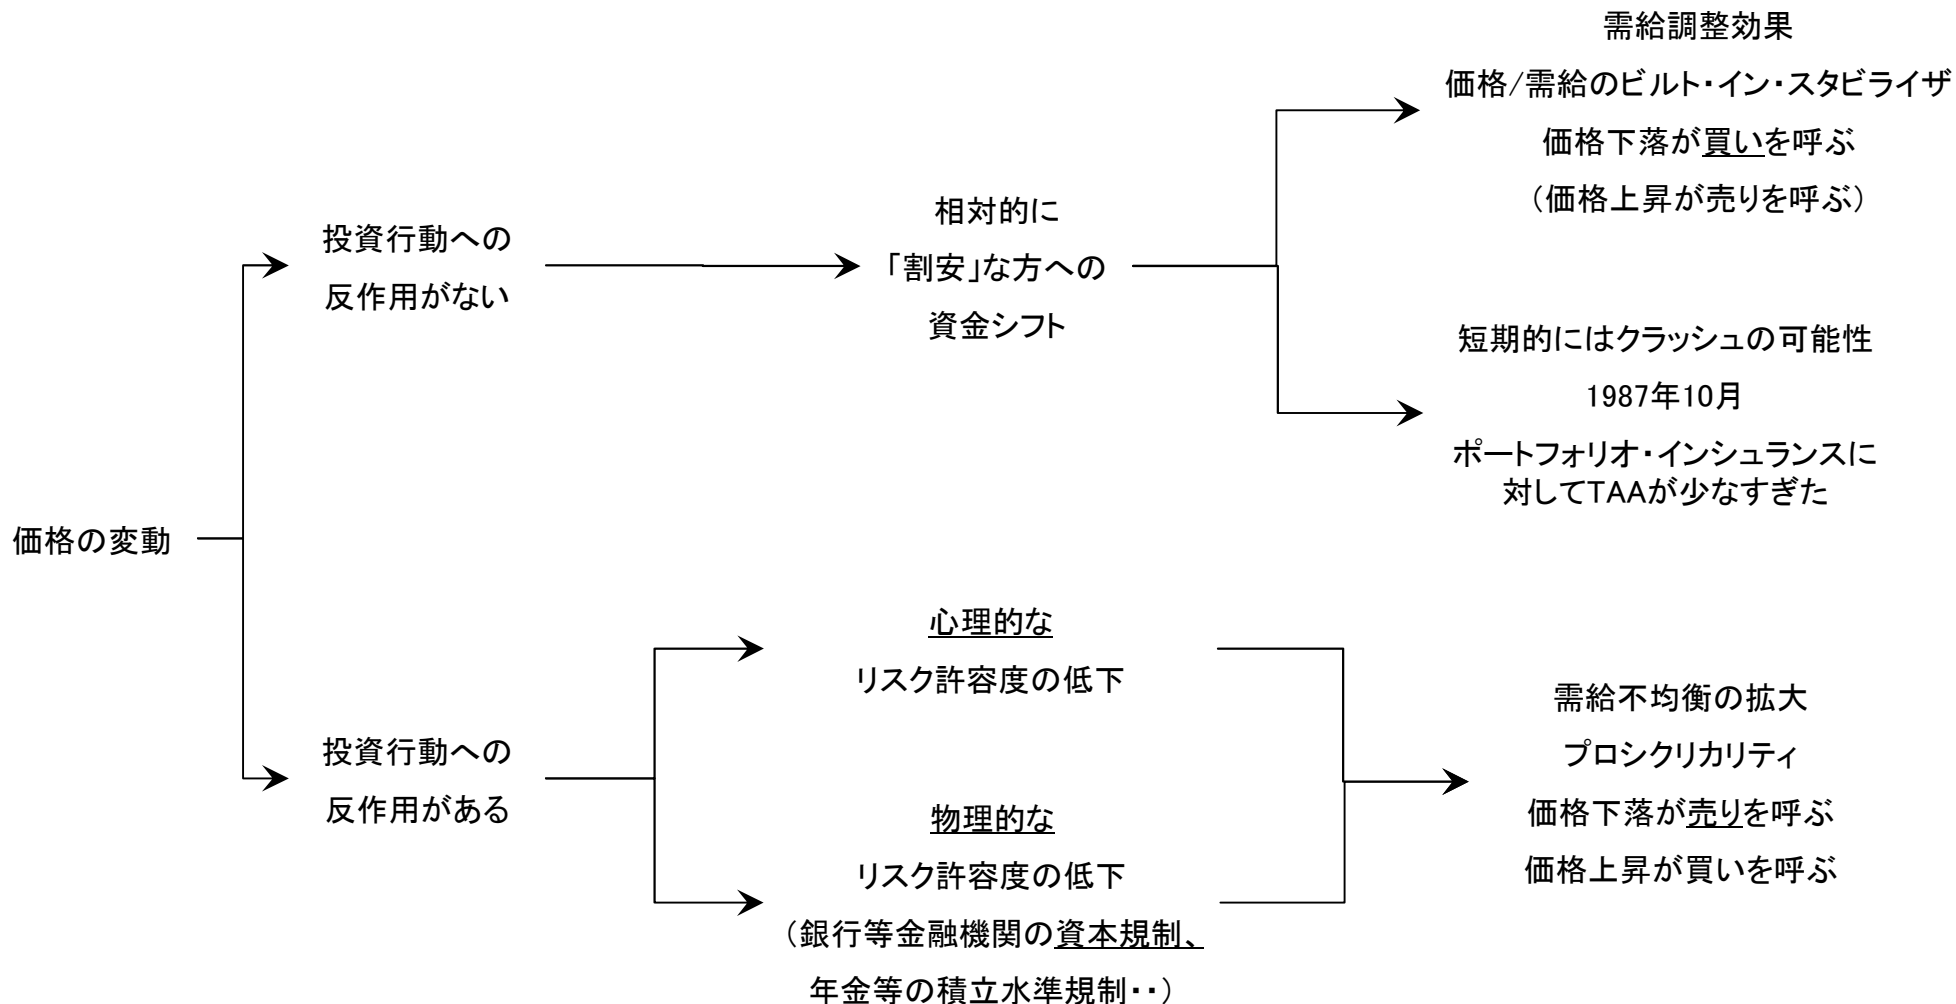 価格の変動
投資行動への
反作用がない
相対的に
「割安」な方への
資金シフト
需給調整効果
価格/需給のビルト・イン・スタビライザ
価格下落が買いを呼ぶ
（価格上昇が売りを呼ぶ）
短期的にはクラッシュの可能性
1987年10月
ポートフォリオ・インシュランスに
対してTAAが少なすぎた
投資行動への
反作用がある
心理的な
リスク許容度の低下
物理的な
リスク許容度の低下
（銀行等金融機関の資本規制、
年金等の積立水準規制・・）
需給不均衡の拡大
プロシクリカリティ
価格下落が売りを呼ぶ
価格上昇が買いを呼ぶ